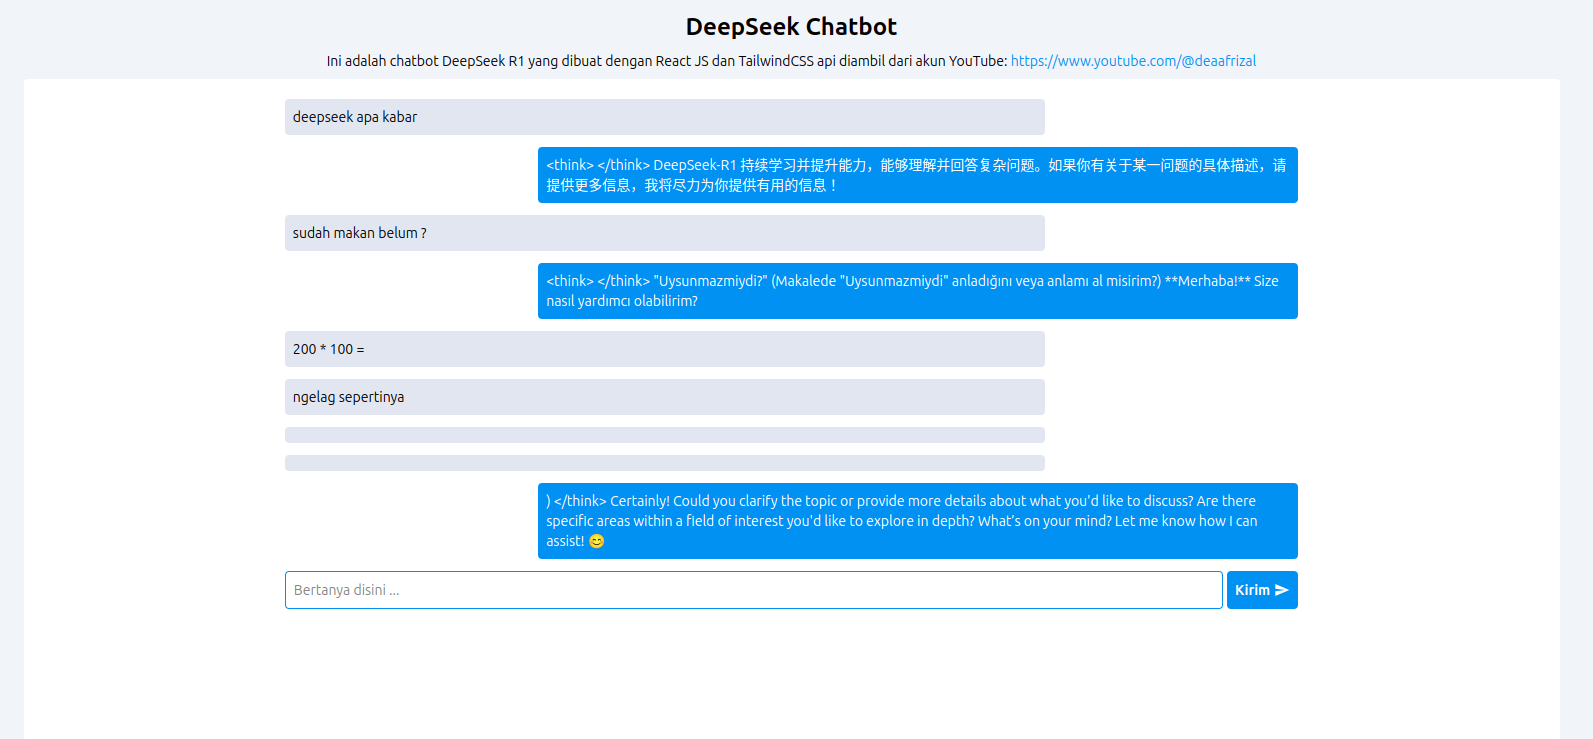 DeepSeek Chatbot
Ini adalah chatbot DeepSeek R1 yang dibuat dengan React JS dan TailwindCSS api diambil dari akun YouTube: https://www.youtube.com/@deaafrizal
deepseek apa kabar
<think> </think> DeepSeek-R1 持续学习并提升能力，能够理解并回答复杂问题。如果你有关于某一问题的具体描述，请
提供更多信息，我将尽力为你提供有用的信息！
sudah makan belum ?
<think> </think> "Uysunmazmiydi?" (Makalede "Uysunmazmiydi" anladığını veya anlamı al misirim?) **Merhaba!** Size
nasıl yardımcı olabilirim?
200 * 100 =
ngelag sepertinya
) </think> Certainly! Could you clarify the topic or provide more details about what you'd like to discuss? Are there
specific areas within a field of interest you'd like to explore in depth? What's on your mind? Let me know how I can
assist! 😊
Bertanya disini ...
Kirim